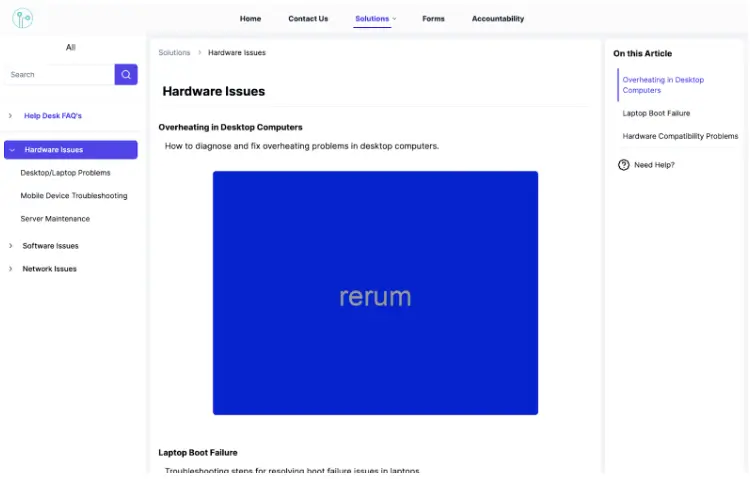 Home
Contact Us
Solutions
Forms
Accountability
All
Search
Help Desk FAQ's
Hardware Issues
Desktop/Laptop Problems
Mobile Device Troubleshooting
Server Maintenance
Software Issues
Network Issues
Solutions > Hardware Issues
Hardware Issues
Overheating in Desktop Computers
How to diagnose and fix overheating problems in desktop computers.
rerum
Laptop Boot Failure
Troubleshooting steps for resolving boot failure issues in laptops.
On this Article
Overheating in Desktop
Computers
Laptop Boot Failure
Hardware Compatibility Problems
Need Help?